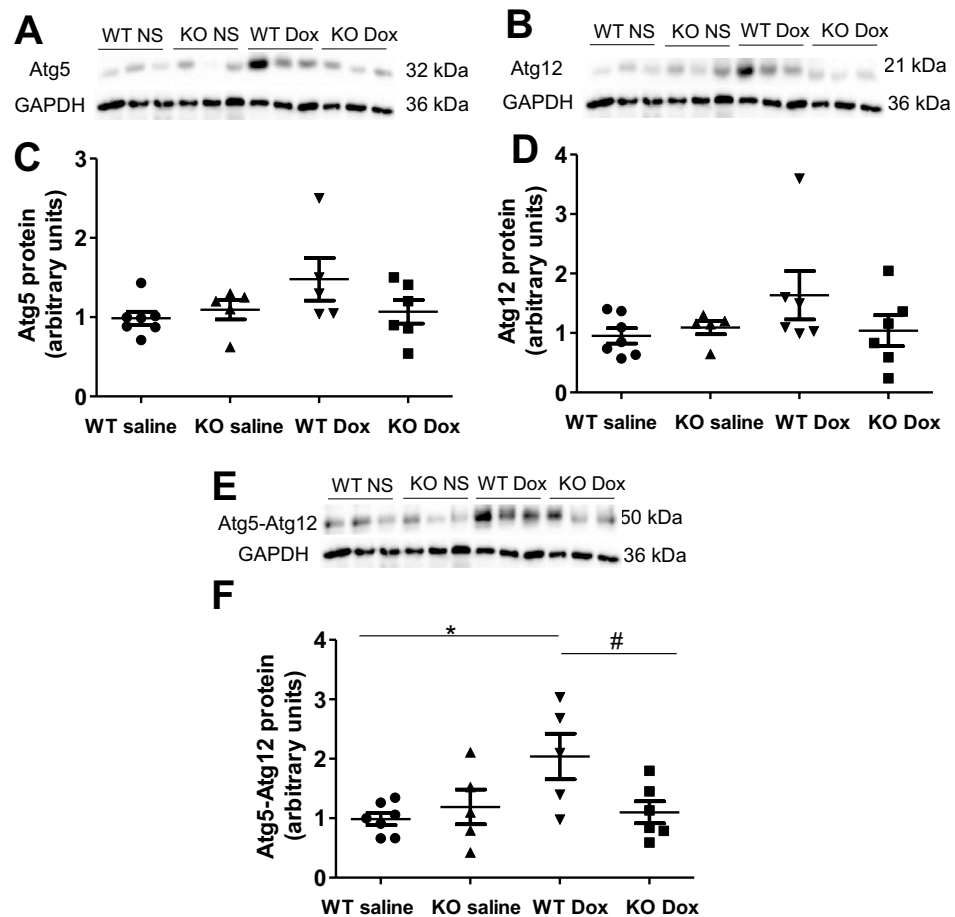 A
WT NS KO NS WT Dox KO Dox
Atg5 32 kDa
GAPDH 36 kDa
B
WT NS KO NS WT Dox KO Dox
Atg12 21 kDa
GAPDH 36 kDa
C
Atg5 protein
(arbitrary units)
3
2
1
0
WT saline KO saline WT Dox KO Dox
D
Atg12 protein
(arbitrary units)
4
3
2
1
0
WT saline KO saline WT Dox KO Dox
E
WT NS KO NS WT Dox KO Dox
Atg5-Atg12 50 kDa
GAPDH 36 kDa
F
Atg5-Atg12 protein
(arbitrary units)
4
3
2
1
0
* #
WT saline KO saline WT Dox KO Dox